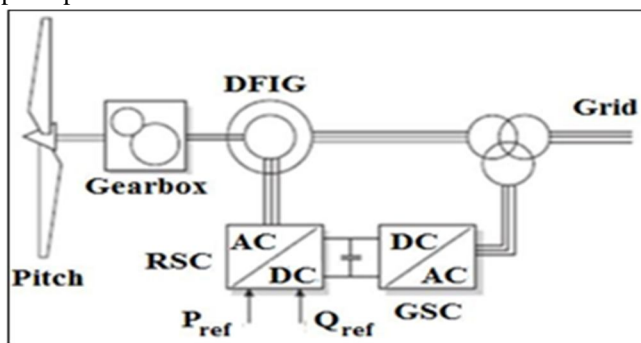 DFIG
Grid
Gearbox
Pitch
RSC
AC
DC
DC
AC
GSC
Pref
Qref